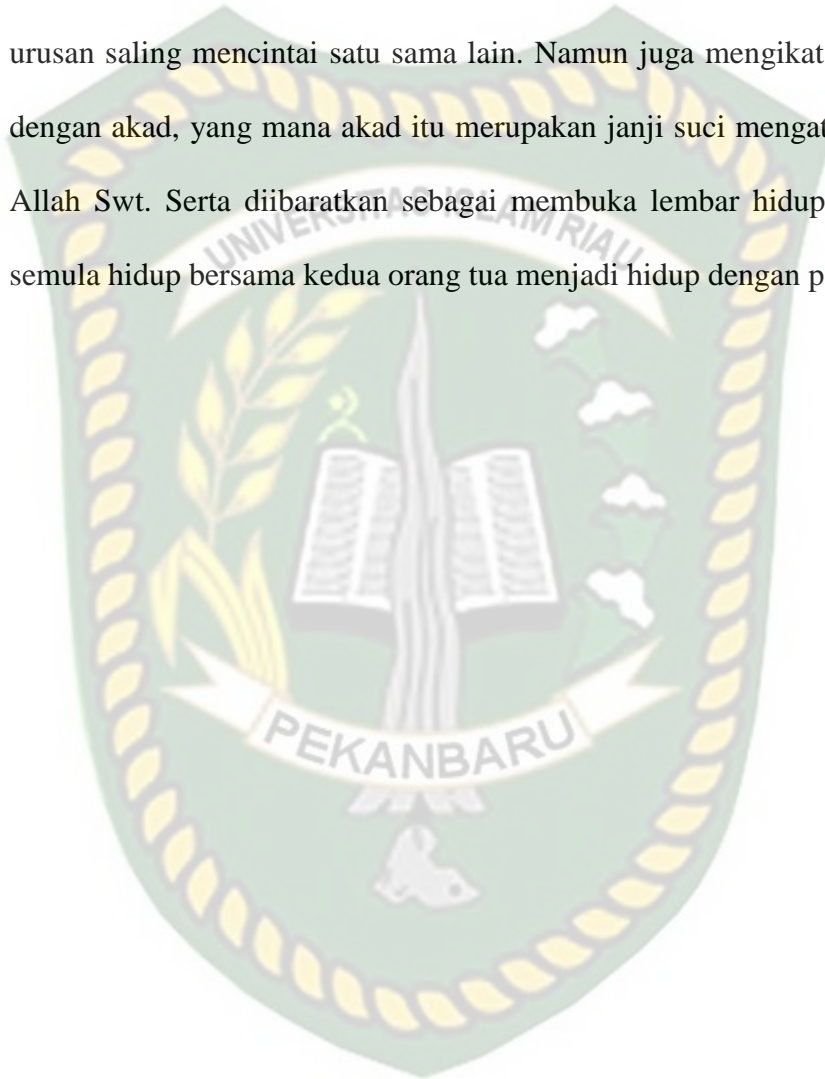 urusan saling mencintai satu sama lain. Namun juga mengikat
dengan akad, yang mana akad itu merupakan janji suci
Allah Swt. Serta diibaratkan sebagai membuka lembar hidup
semula hidup bersama kedua orang tua menjadi hidup dengan
UNIVERSITAS ISLAM RIAU
PEKANBARU